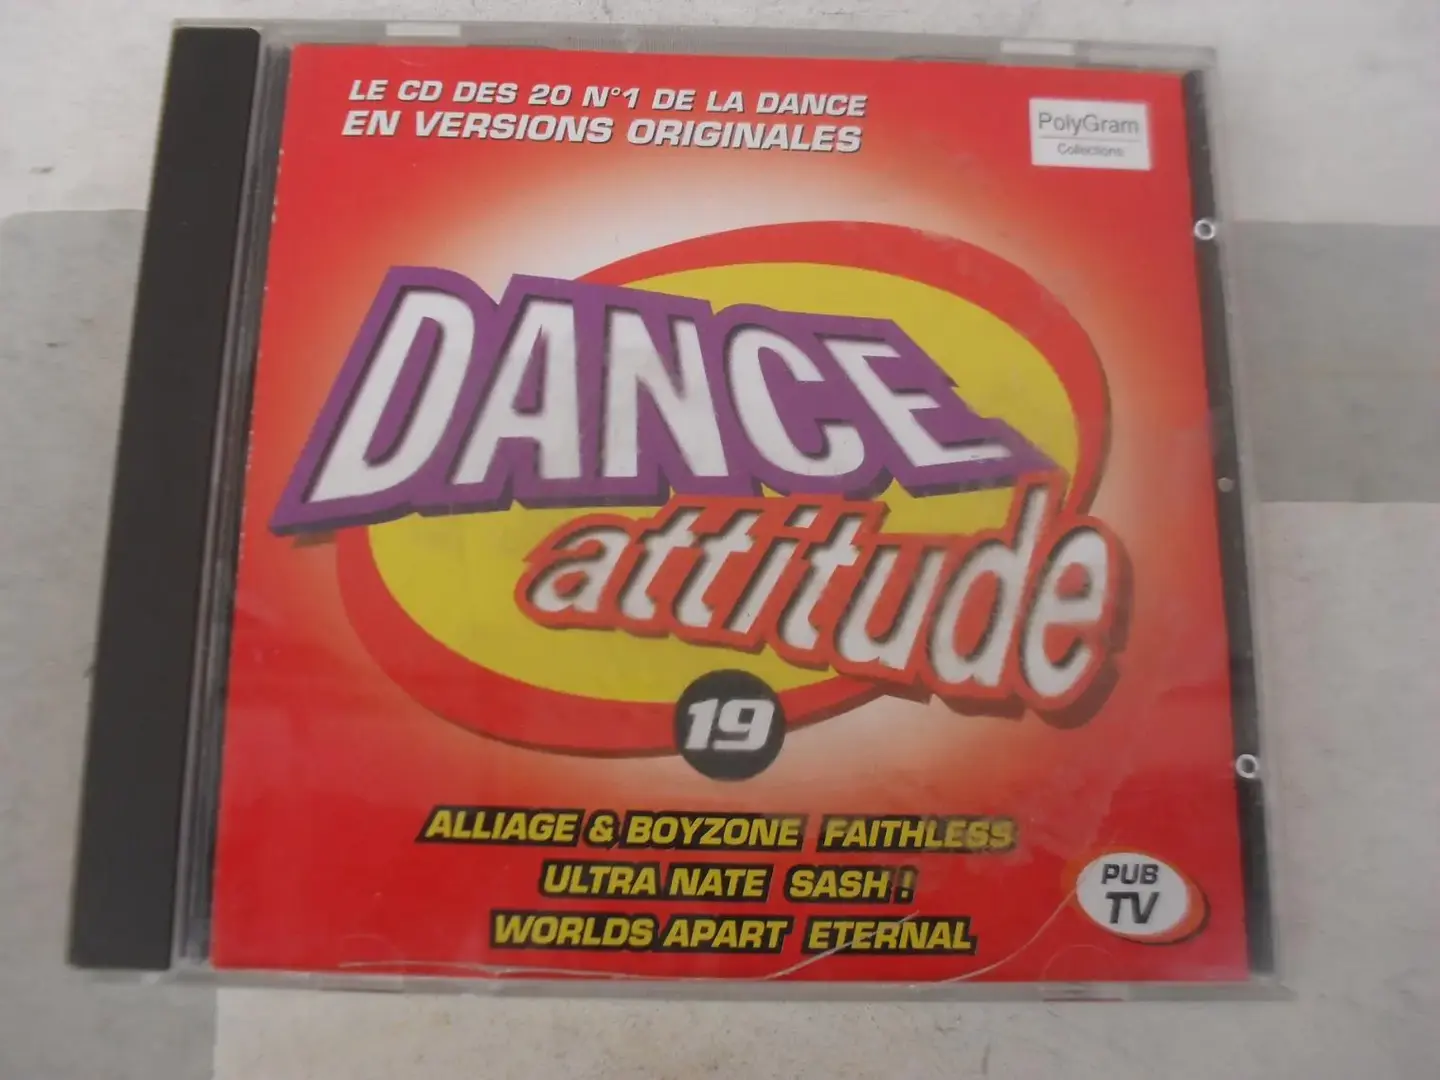 LE CD DES 20 N°1 DE LA DANCE
EN VERSIONS ORIGINALES
PolyGram
Collections
DANCE
attitude
19
ALLIAGE & BOYZONE FAITHLESS
ULTRA NATE SASH !
WORLDS APART ETERNAL
PUB
TV